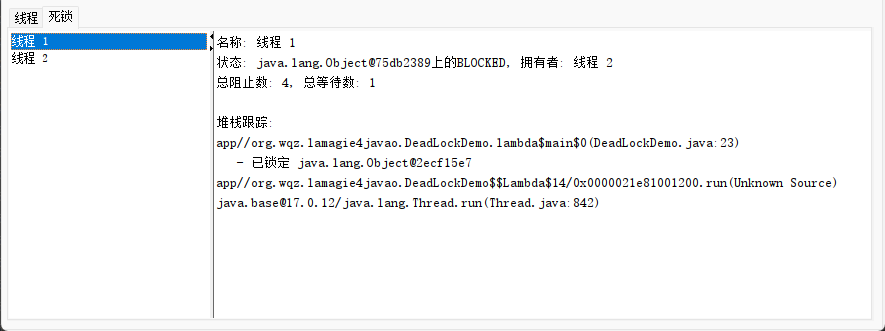 线程 死锁
线程 1
线程 2
名称: 线程 1
状态: java.lang.Object@75db2389上的BLOCKED, 拥有者: 线程 2
总阻止数: 4, 总等待数: 1
堆栈跟踪:
app//org.wqz.lamagie4javao.DeadLockDemo.lambda$main$0(DeadLockDemo.java:23)
- 已锁定 java.lang.Object@2ecf15e7
app//org.wqz.lamagie4javao.DeadLockDemo$$Lambda$14/0x0000021e81001200.run(Unknown Source)
java.base@17.0.12/java.lang.Thread.run(Thread.java:842)